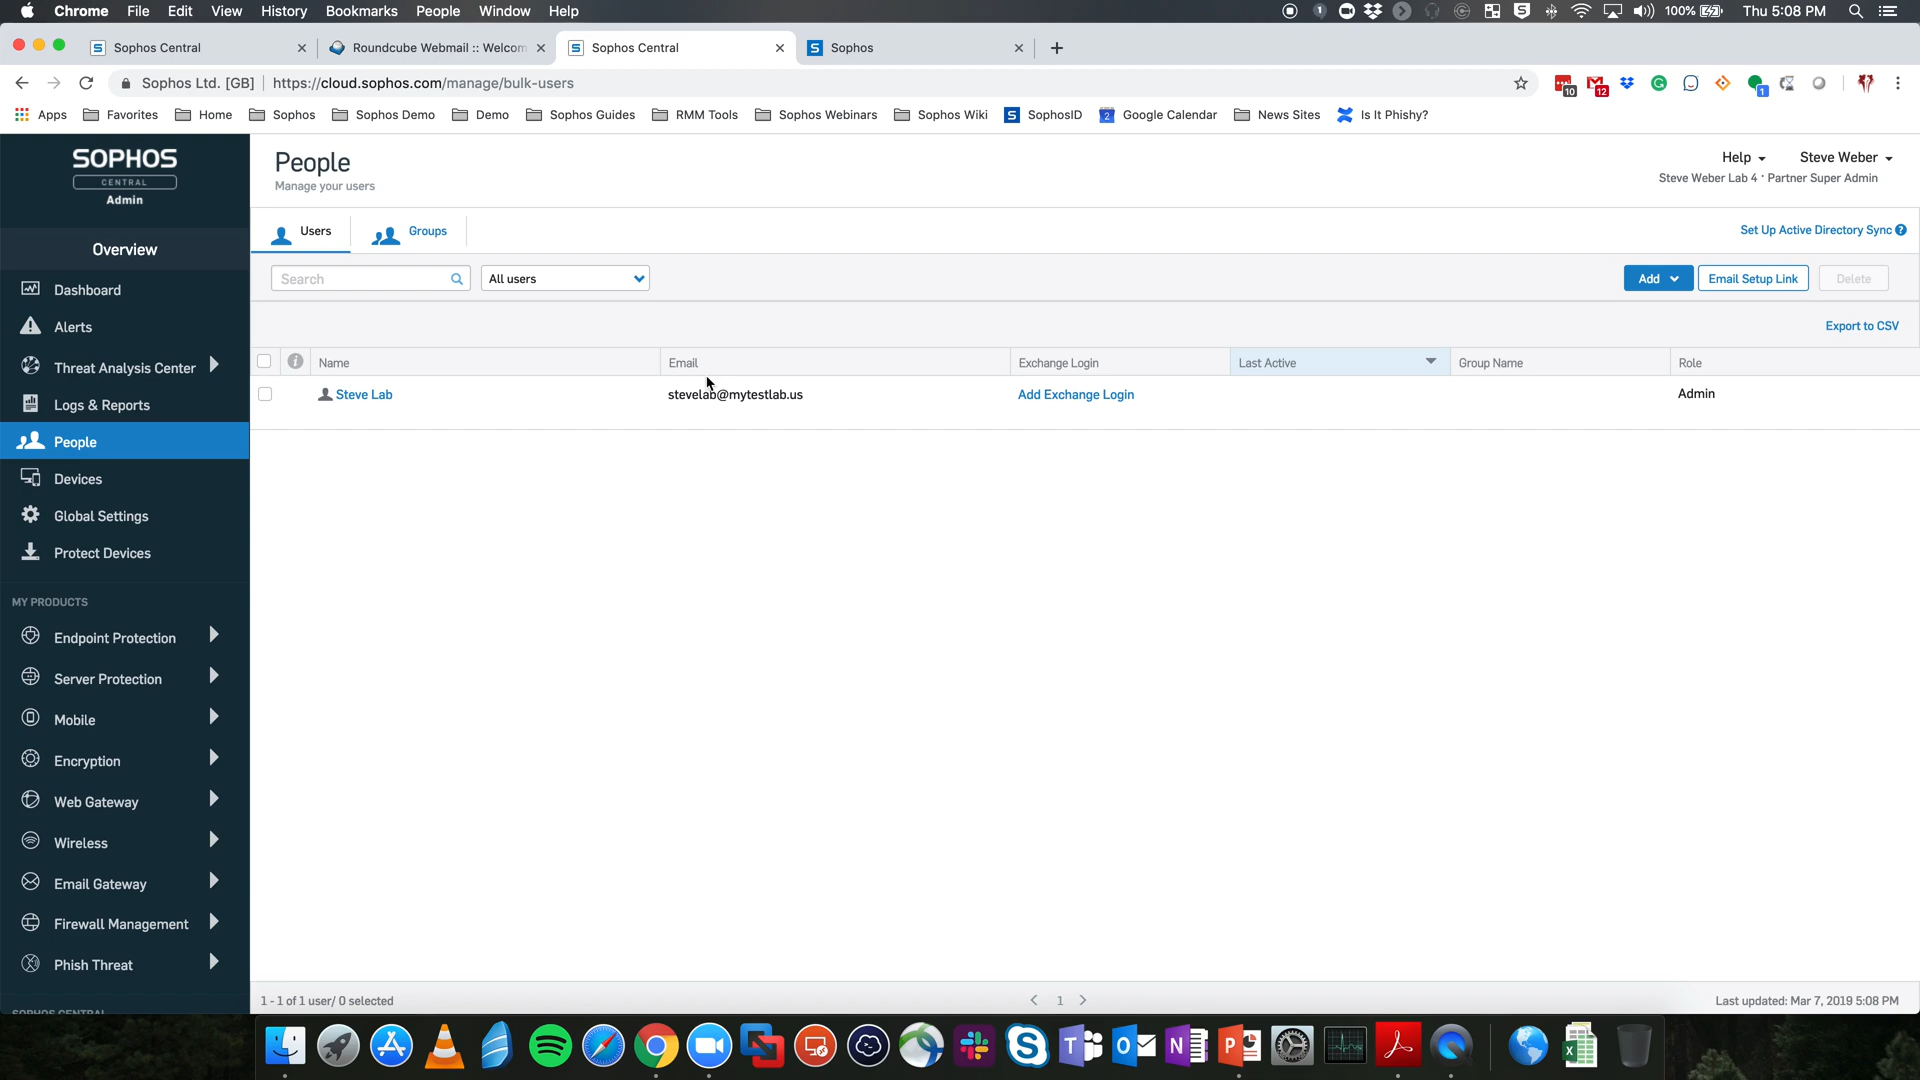 Chrome File Edit View History Bookmarks People Window Help 100% Thu 5:08 PM
Sophos Central Roundcube Webmail :: Welcom Sophos Central Sophos
Sophos Ltd. [GB] https://cloud.sophos.com/manage/bulk-users 10 12 1
Apps Favorites Home Sophos Sophos Demo Demo Sophos Guides RMM Tools Sophos Webinars Sophos Wiki SophosID Google Calendar News Sites Is It Phishy?
SOPHOS
CENTRAL
Admin
Overview
Dashboard
Alerts
Threat Analysis Center
Logs & Reports
People
Devices
Global Settings
Protect Devices
MY PRODUCTS
Endpoint Protection
Server Protection
Mobile
Encryption
Web Gateway
Wireless
Email Gateway
Firewall Management
Phish Threat
SOPHOS CENTRAL
People
Manage your users
Help Steve Weber
Steve Weber Lab 4 · Partner Super Admin
Users Groups Set Up Active Directory Sync
Search All users Add Email Setup Link Delete
Export to CSV
Name Email Exchange Login Last Active Group Name Role
Steve Lab stevelab@mytestlab.us Add Exchange Login Admin
1 - 1 of 1 user/ 0 selected 1 Last updated: Mar 7, 2019 5:08 PM